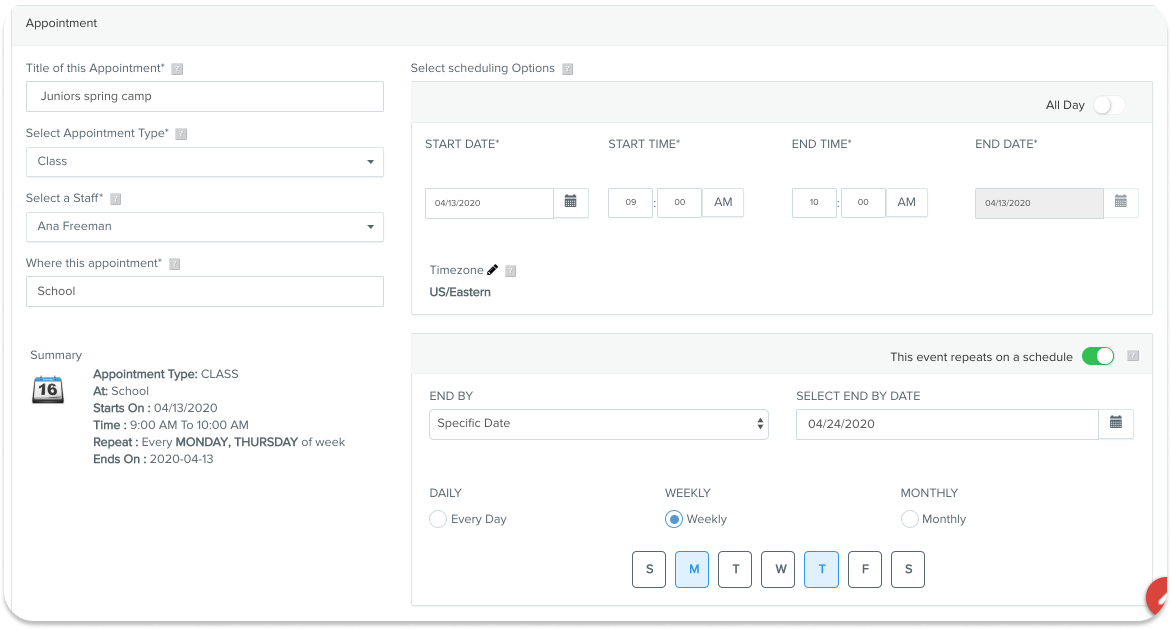 Appointment
Title of this Appointment*
Juniors spring camp
Select Appointment Type*
Class
Select a Staff*
Ana Freeman
Where this appointment*
School
Summary
16
Appointment Type: CLASS
At: School
Starts On : 04/13/2020
Time : 9:00 AM To 10:00 AM
Repeat : Every MONDAY, THURSDAY of week
Ends On : 2020-04-13
Select scheduling Options
All Day
START DATE* START TIME* END TIME* END DATE*
04/13/2020 09 : 00 AM 10 : 00 AM 04/13/2020
Timezone
US/Eastern
This event repeats on a schedule
END BY SELECT END BY DATE
Specific Date 04/24/2020
DAILY WEEKLY MONTHLY
Every Day Weekly Monthly
S M T W T F S